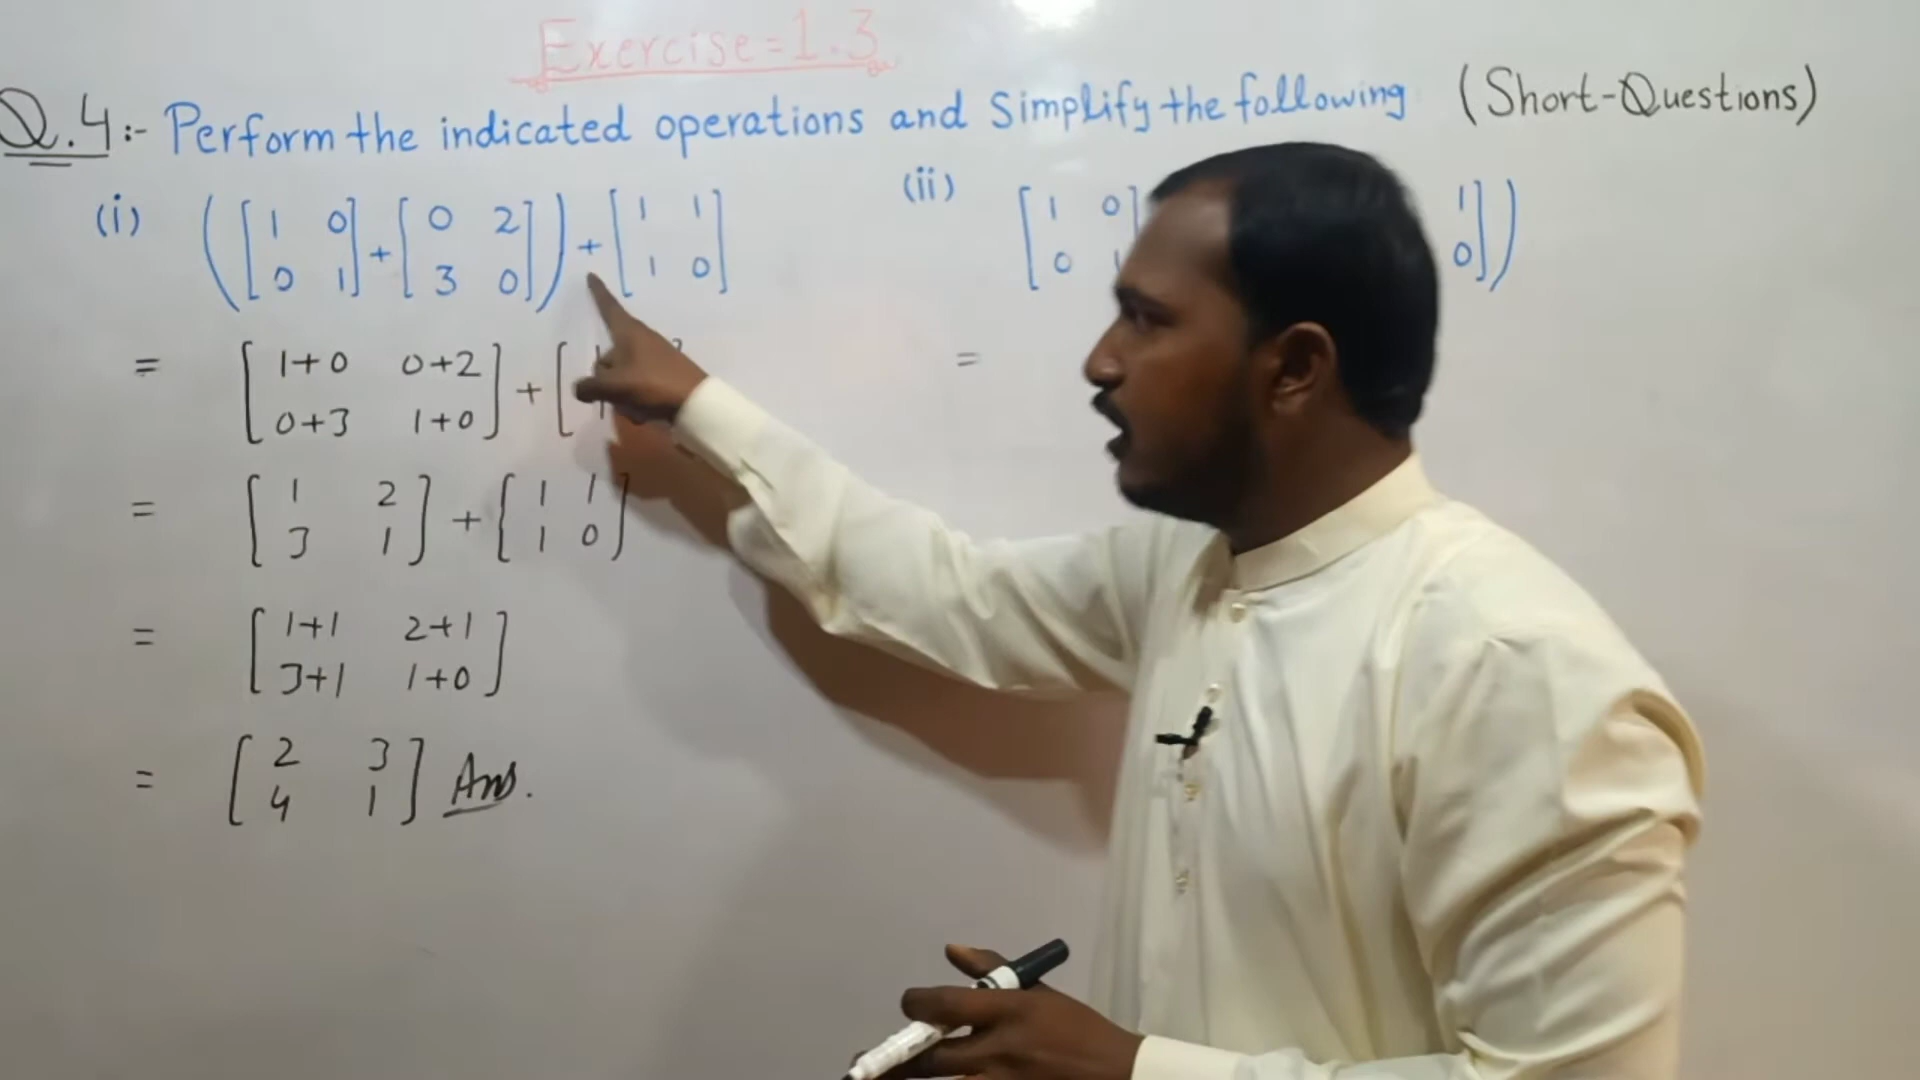 Exercise=1.3
Q.4:- Perform the indicated operations and Simplify the following (Short-Questions)
(i) ([1 0] + [0 2]) + [1 1]
[0 1] [3 0] [1 0]
= [1+0 0+2] + [
[0+3 1+0]
= [1 2] + [1 1]
[3 1] [1 0]
= [1+1 2+1]
[3+1 1+0]
= [2 3] Ans.
[4 1]
(ii) [1 0] 1])
[0 0]
=